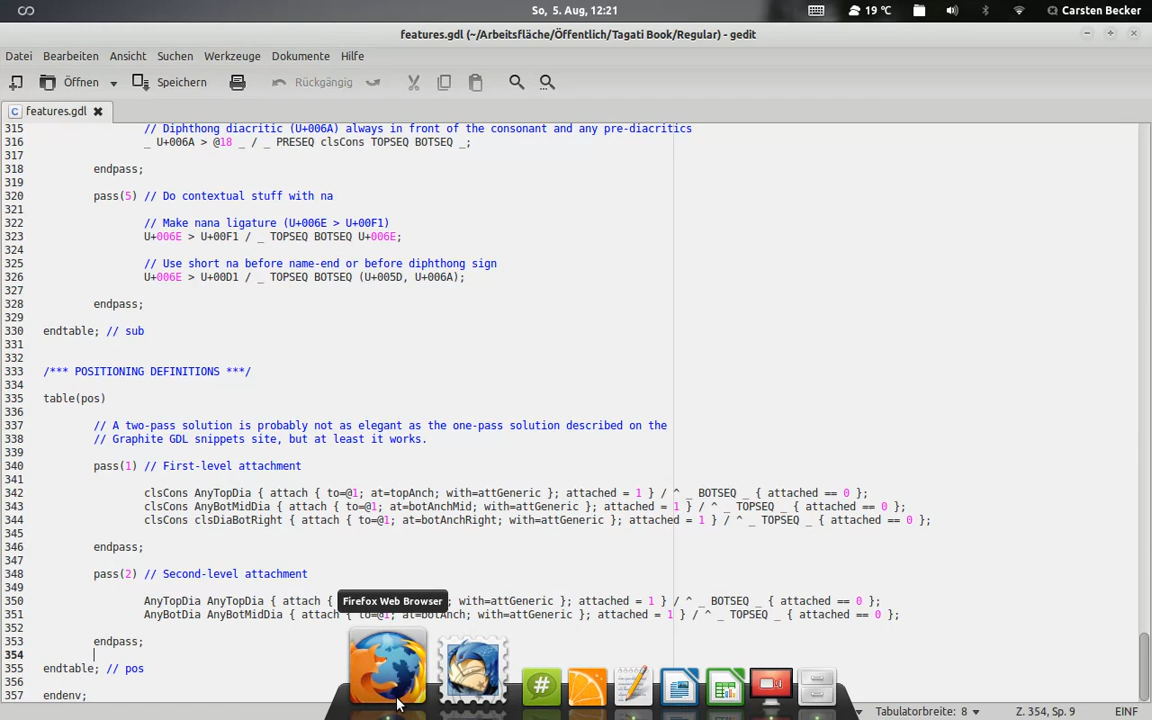 So, 5. Aug, 12:21
19 °C
Carsten Becker
features.gdl (~/Arbeitsfläche/Öffentlich/Tagati Book/Regular) - gedit
Datei Bearbeiten Ansicht Suchen Werkzeuge Dokumente Hilfe
Öffnen Speichern Rückgängig
features.gdl
315 // Diphthong diacritic (U+006A) always in front of the consonant and any pre-diacritics
316 _ U+006A > @18 _ / _ PRESEQ clsCons TOPSEQ BOTSEQ _;
317
318 endpass;
319
320 pass(5) // Do contextual stuff with na
321
322 // Make nana ligature (U+006E > U+00F1)
323 U+006E > U+00F1 / _ TOPSEQ BOTSEQ U+006E;
324
325 // Use short na before name-end or before diphthong sign
326 U+006E > U+00D1 / _ TOPSEQ BOTSEQ (U+005D, U+006A);
327
328 endpass;
329
330 endtable; // sub
331
332
333 /*** POSITIONING DEFINITIONS ***/
334
335 table(pos)
336
337 // A two-pass solution is probably not as elegant as the one-pass solution described on the
338 // Graphite GDL snippets site, but at least it works.
339
340 pass(1) // First-level attachment
341
342 clsCons AnyTopDia { attach { to=@1; at=topAnch; with=attGeneric }; attached = 1 } / ^ _ BOTSEQ _ { attached == 0 };
343 clsCons AnyBotMidDia { attach { to=@1; at=botAnchMid; with=attGeneric }; attached = 1 } / ^ _ TOPSEQ _ { attached == 0 };
344 clsCons clsDiaBotRight { attach { to=@1; at=botAnchRight; with=attGeneric }; attached = 1 } / ^ _ TOPSEQ _ { attached == 0 };
345
346 endpass;
347
348 pass(2) // Second-level attachment
349
350 AnyTopDia AnyTopDia { attach { with=attGeneric }; attached = 1 } / ^ _ BOTSEQ _ { attached == 0 };
351 AnyBotDia AnyBotMidDia { attach { to=@1; at=botAnch; with=attGeneric }; attached = 1 } / ^ _ TOPSEQ _ { attached == 0 };
352
353 endpass;
354
355 endtable; // pos
356
357 endenv;
Firefox Web Browser
Tabulatorbreite: 8 Z. 354, Sp. 9 EINF